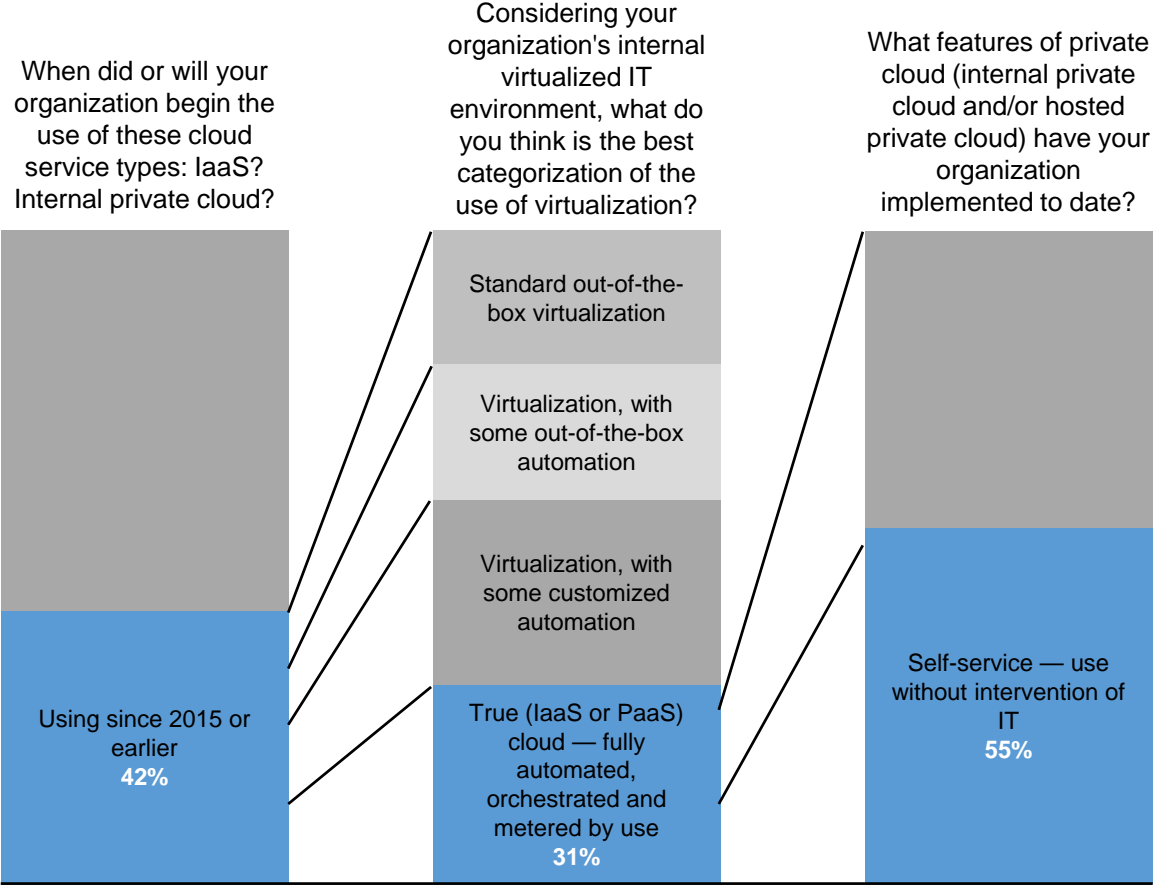 When did or will your
organization begin the
use of these cloud
service types: IaaS?
Internal private cloud?
Considering your
organization's internal
virtualized IT
environment, what do
you think is the best
categorization of the
use of virtualization?
What features of private
cloud (internal private
cloud and/or hosted
private cloud) have your
organization
implemented to date?
Using since 2015 or
earlier
42%
Standard out-of-the-
box virtualization
Virtualization, with
some out-of-the-box
automation
Virtualization, with
some customized
automation
True (IaaS or PaaS)
cloud — fully
automated,
orchestrated and
metered by use
31%
Self-service — use
without intervention of
IT
55%